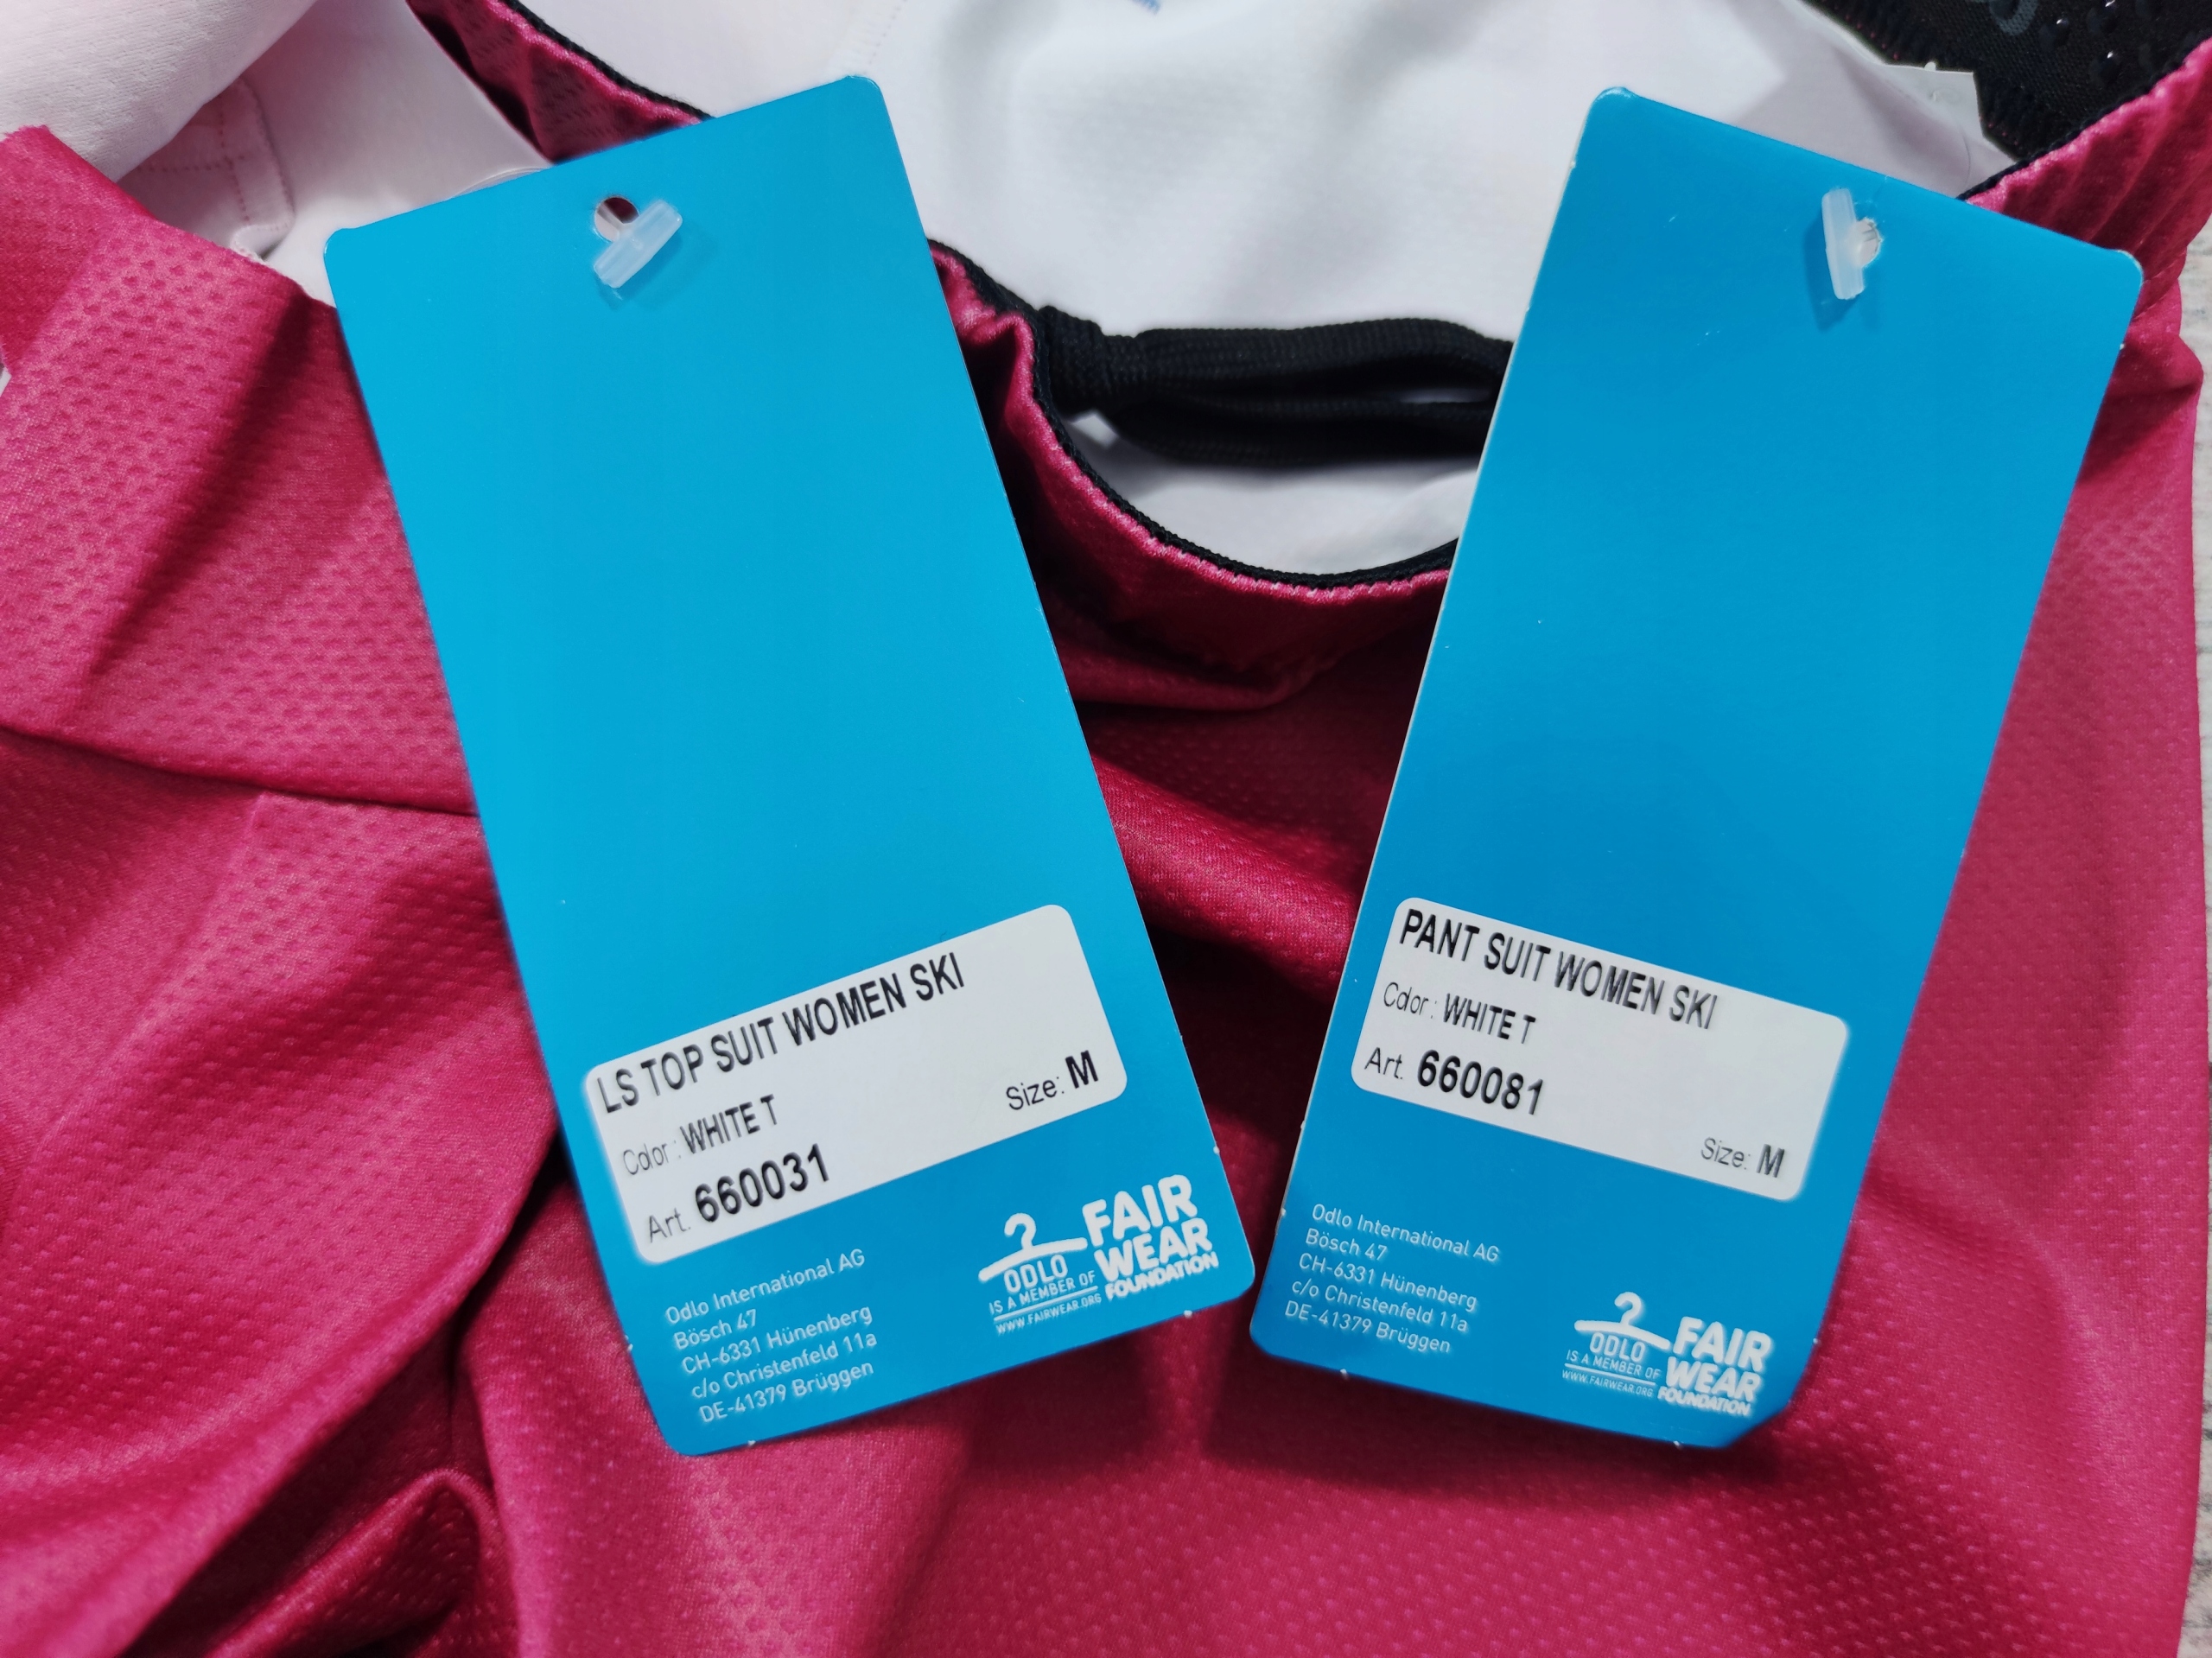 LS TOP SUIT WOMEN SKI
Color : WHITE T
Art. 660031
Size: M
Odlo International AG
Bösch 47
CH-6331 Hünenberg
c/o Christenfeld 11a
DE-41379 Brüggen
ODLO
IS A MEMBER OF
WWW.FAIRWEAR.ORG
FAIR
WEAR
FOUNDATION
PANT SUIT WOMEN SKI
Color : WHITE T
Art. 660081
Size: M
Odlo International AG
Bösch 47
CH-6331 Hünenberg
c/o Christenfeld 11a
DE-41379 Brüggen
ODLO
IS A MEMBER OF
WWW.FAIRWEAR.ORG
FAIR
WEAR
FOUNDATION